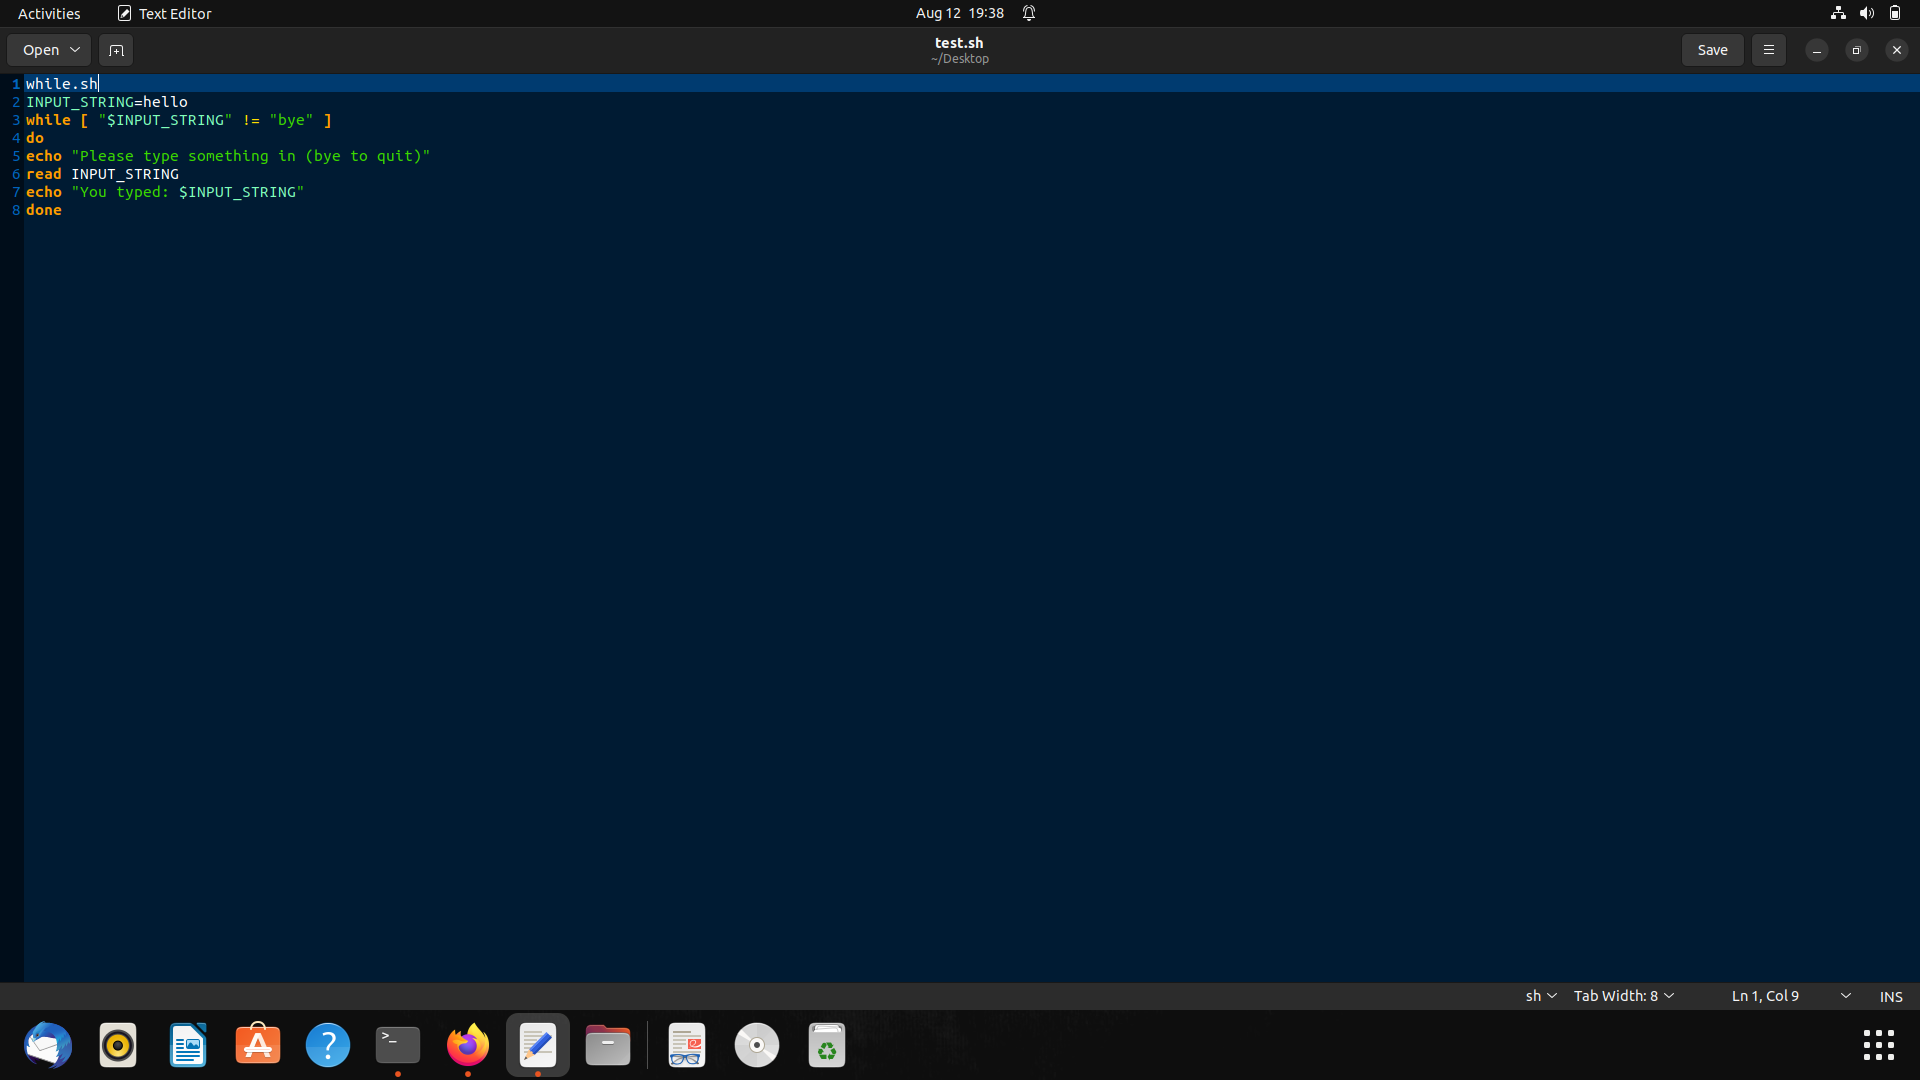 Activities Text Editor Aug 12 19:38
Open test.sh Save
~/Desktop
1 while.sh
2 INPUT_STRING=hello
3 while [ "$INPUT_STRING" != "bye" ]
4 do
5 echo "Please type something in (bye to quit)"
6 read INPUT_STRING
7 echo "You typed: $INPUT_STRING"
8 done
sh Tab Width: 8 Ln 1, Col 9 INS